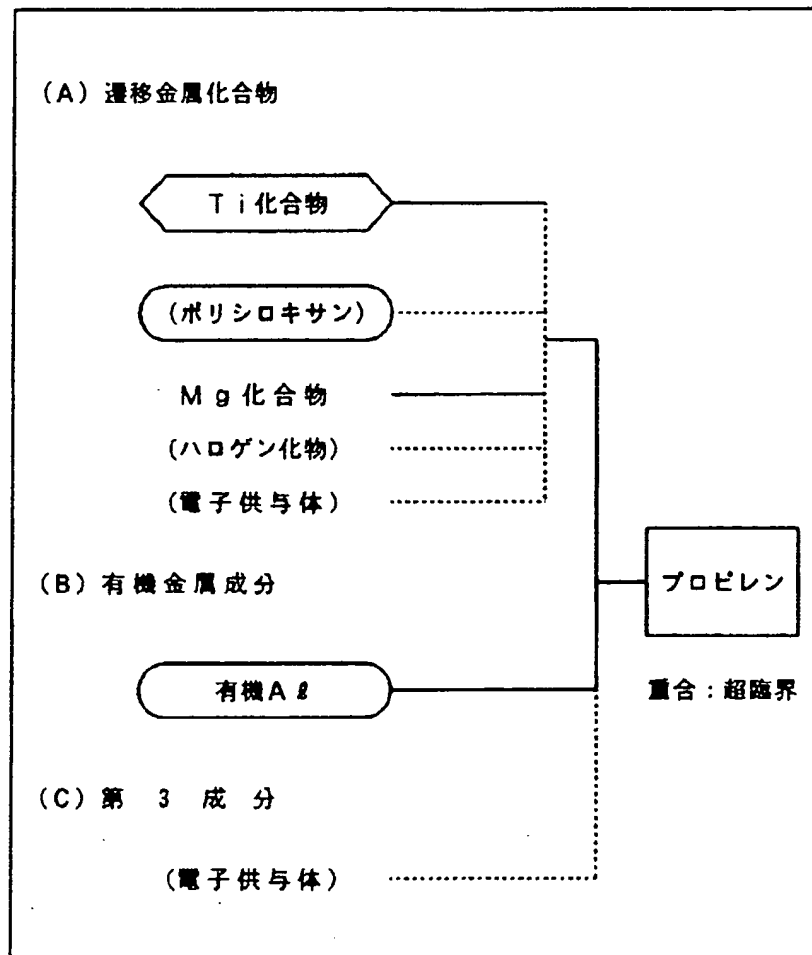 (A) 遷移金属化合物
Ti化合物
(ポリシロキサン)
Mg化合物
(ハロゲン化物)
(電子供与体)
(B) 有機金属成分
プロピレン
有機Aℓ
重合：超臨界
(C) 第3成分
(電子供与体)